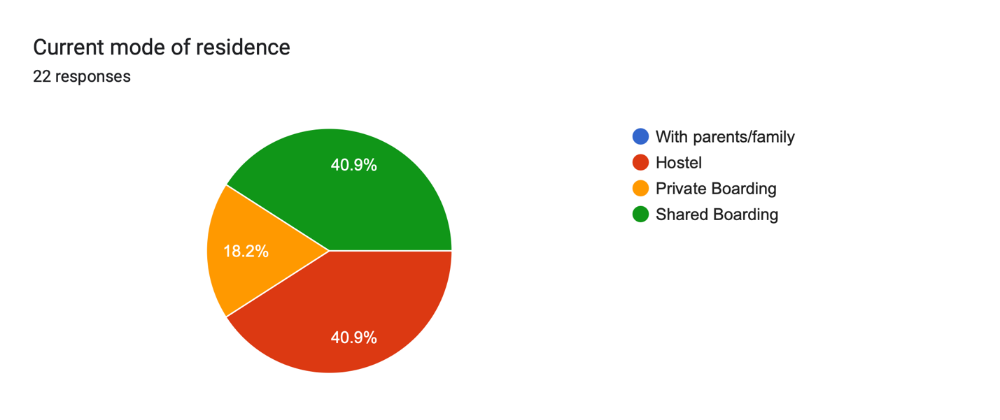 Current mode of residence
22 responses
40.9%
18.2%
40.9%
With parents/family
Hostel
Private Boarding
Shared Boarding